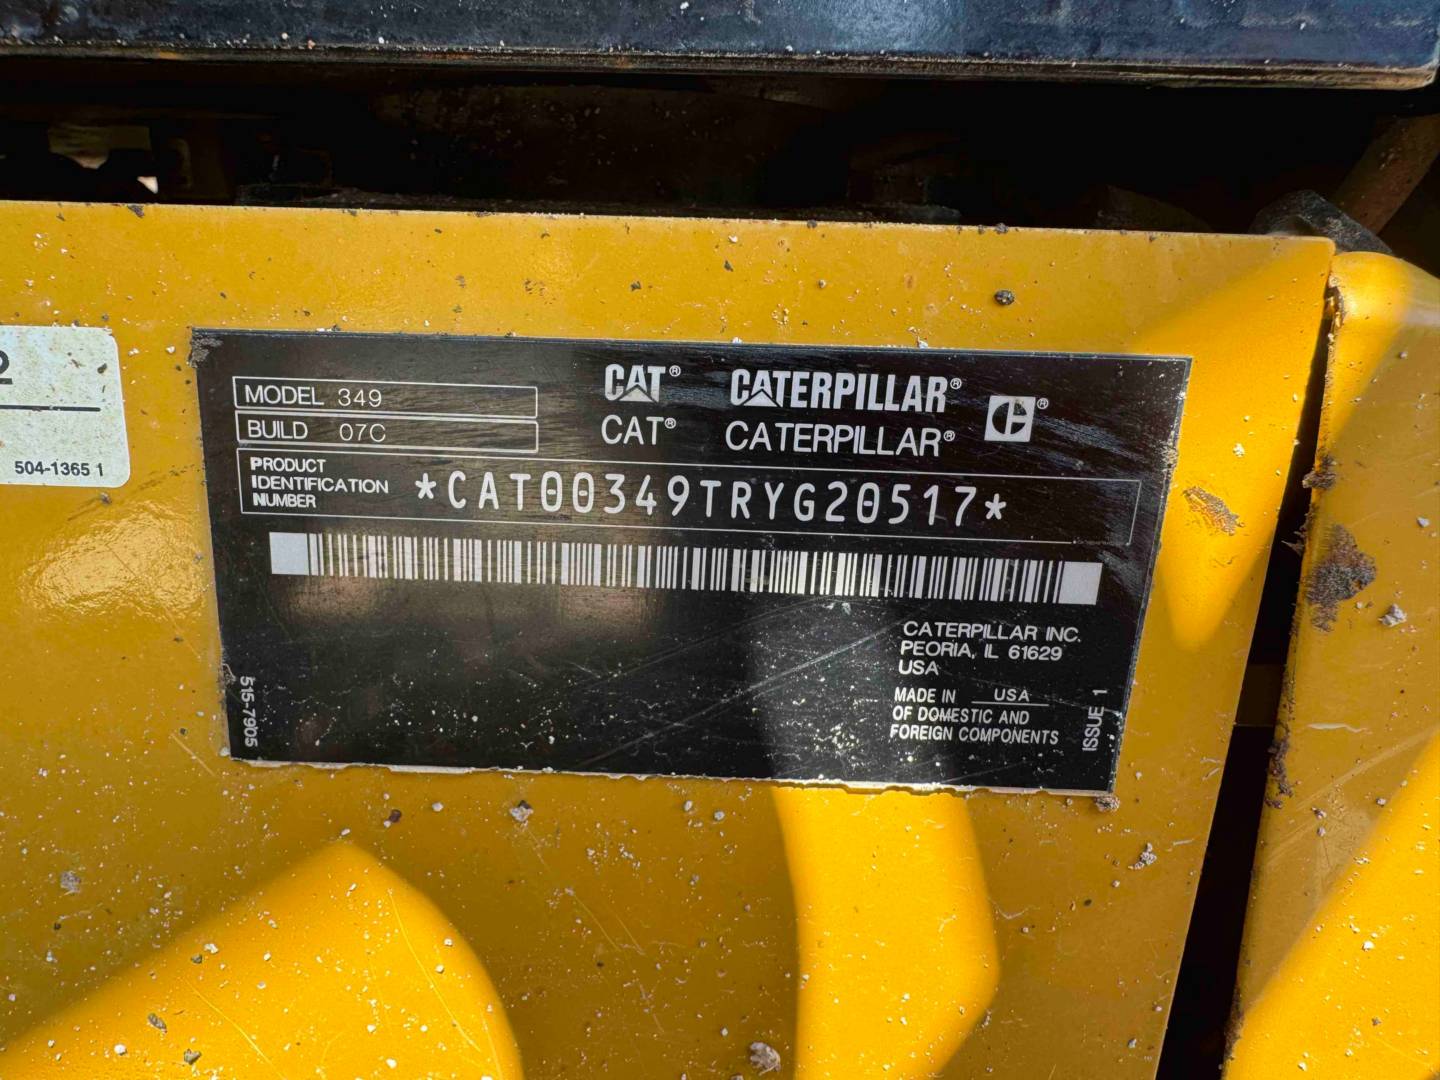 2
504-1365 1
MODEL 349
BUILD 07C
CAT® CATERPILLAR®
CAT® CATERPILLAR®
PRODUCT
IDENTIFICATION
NUMBER
*CAT00349TRYG20517*
CATERPILLAR INC.
PEORIA, IL 61629
USA
MADE IN USA
OF DOMESTIC AND
FOREIGN COMPONENTS
515-7905
ISSUE 1